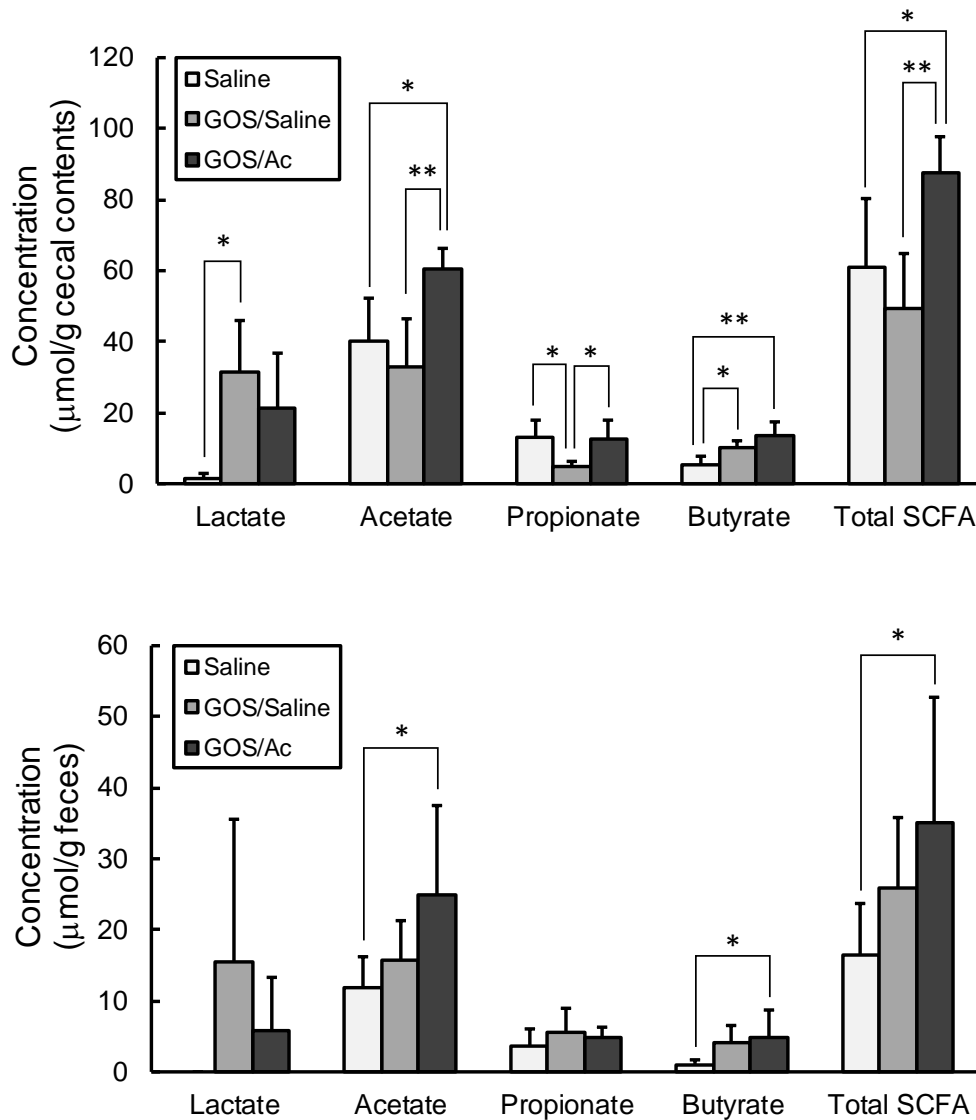 120
100
80
60
40
20
0
Concentration
(μmol/g cecal contents)
Saline
GOS/Saline
GOS/Ac
*
*
**
*
*
**
*
*
**
Lactate Acetate Propionate Butyrate Total SCFA
60
50
40
30
20
10
0
Concentration
(μmol/g feces)
Saline
GOS/Saline
GOS/Ac
*
*
*
Lactate Acetate Propionate Butyrate Total SCFA